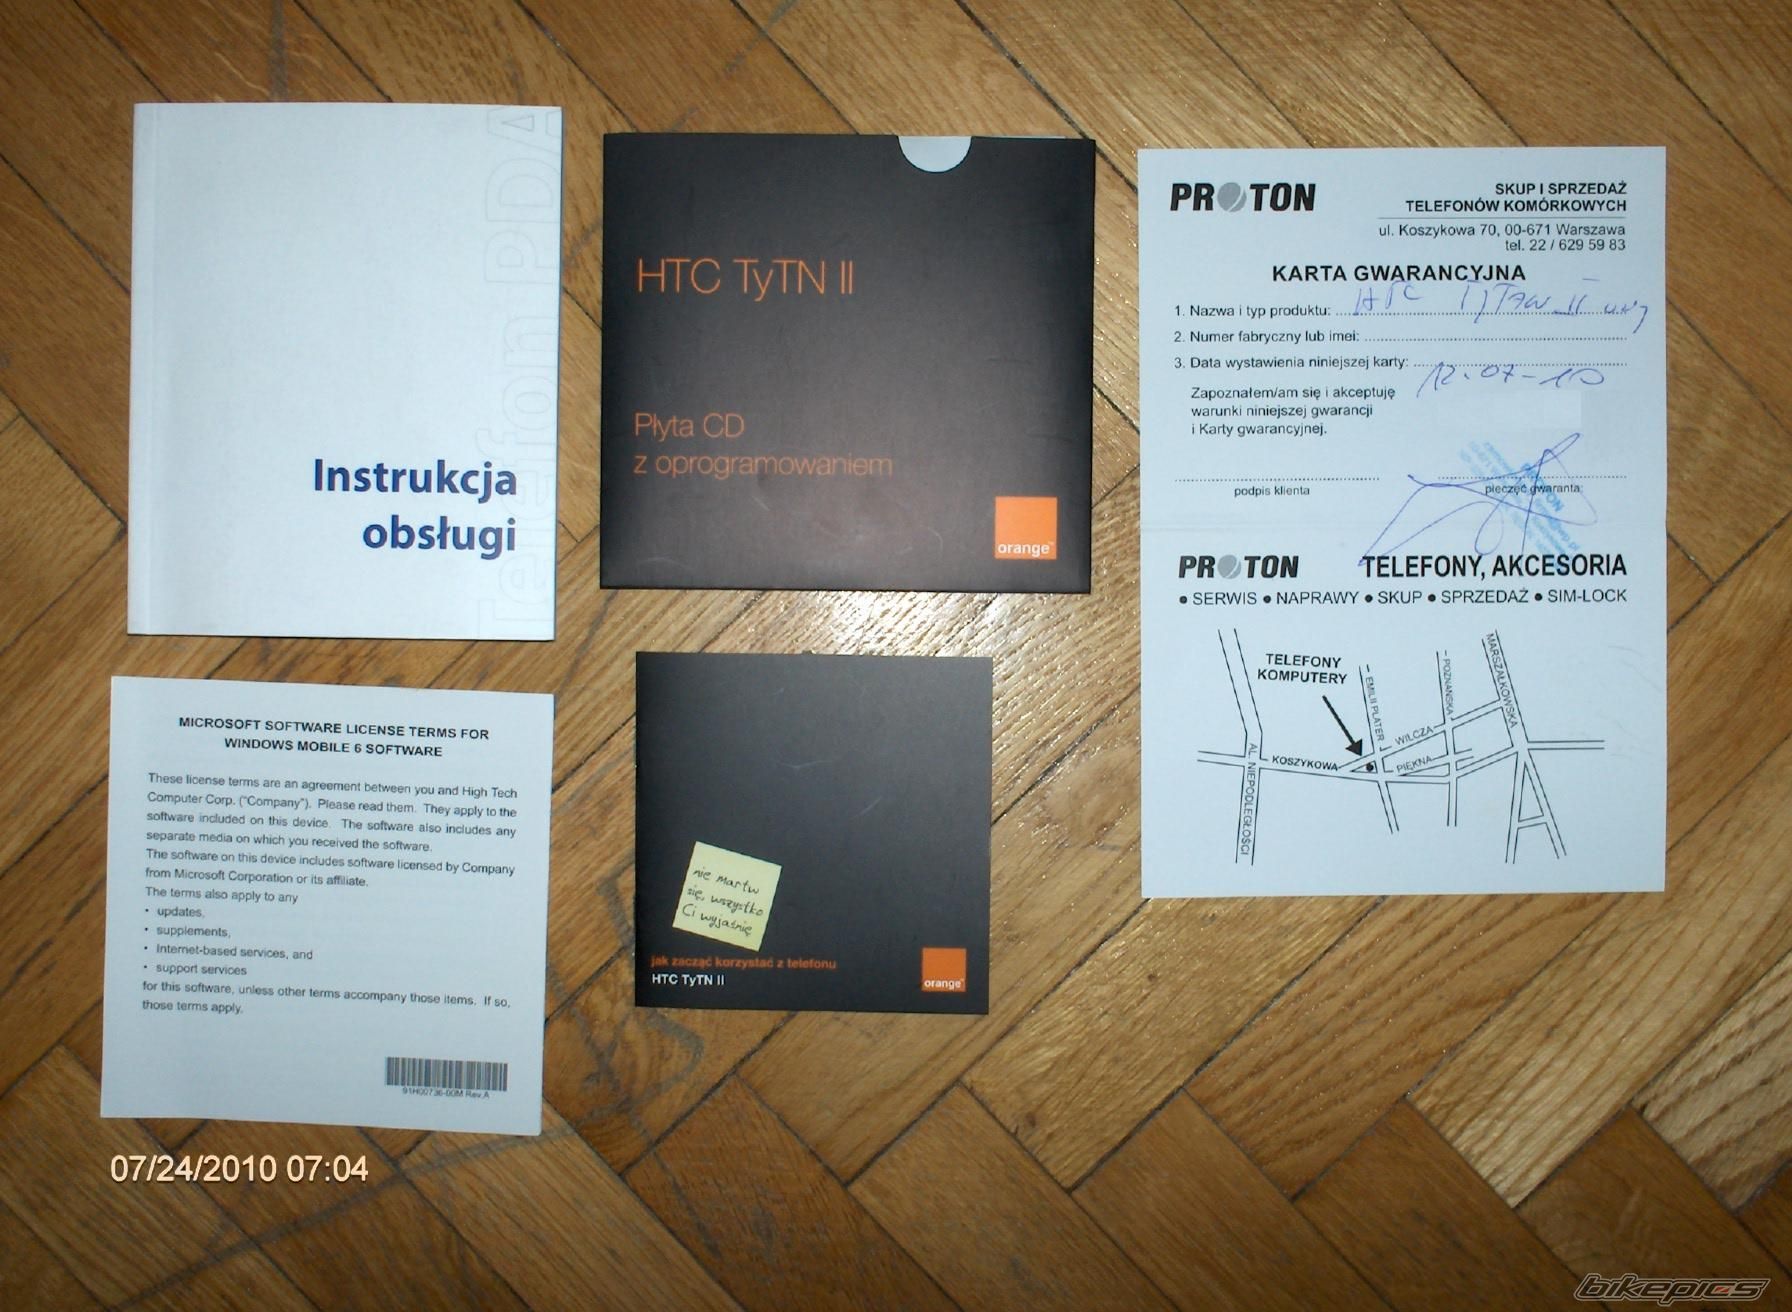 Telefon PDA
Instrukcja
obsługi
HTC TyTN II
Płyta CD
z oprogramowaniem
orange™
PROTON
SKUP I SPRZEDAŻ
TELEFONÓW KOMÓRKOWYCH
ul. Koszykowa 70, 00-671 Warszawa
tel. 22 / 629 59 83
KARTA GWARANCYJNA
1. Nazwa i typ produktu: HTC
2. Numer fabryczny lub imei:
3. Data wystawienia niniejszej karty:
12.07-10
Zapoznałem/am się i akceptuję
warunki niniejszej gwarancji
i Karty gwarancyjnej.
podpis klienta
pieczęć gwaranta
PROTON
TELEFONY, AKCESORIA
• SERWIS • NAPRAWY • SKUP • SPRZEDAŻ • SIM-LOCK
TELEFONY
KOMPUTERY
EMILII PLATER
POZNAŃSKA
MARSZAŁKOWSKA
WILCZA
KOSZYKOWA
PIĘKNA
AL. NIEPODLEGŁOŚCI
MICROSOFT SOFTWARE LICENSE TERMS FOR
WINDOWS MOBILE 6 SOFTWARE
These license terms are an agreement between you and High Tech
Computer Corp. ("Company"). Please read them. They apply to the
software included on this device. The software also includes any
separate media on which you received the software.
The software on this device includes software licensed by Company
from Microsoft Corporation or its affiliate.
The terms also apply to any
• updates,
• supplements,
• Internet-based services, and
• support services
for this software, unless other terms accompany those items. If so,
those terms apply.
91H00736-00M Rev.A
nie martw
się, wszystko
Ci wyjaśnię
jak zacząć korzystać z telefonu
HTC TyTN II
orange™
07/24/2010 07:04
bikepics